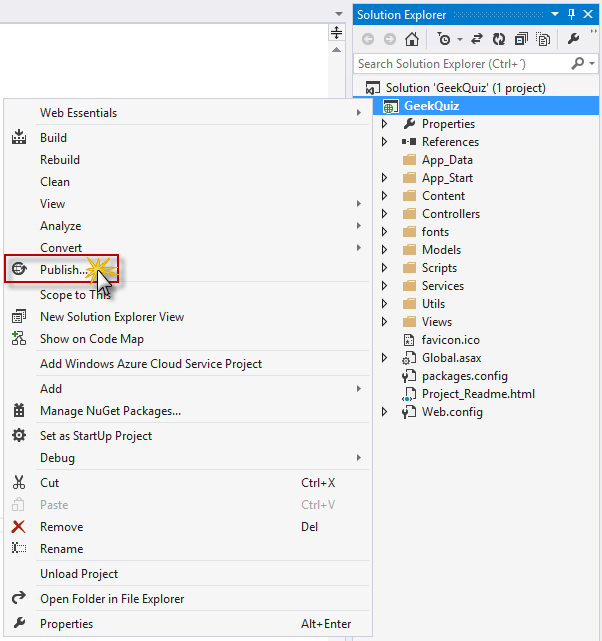 Solution Explorer
Search Solution Explorer (Ctrl+´)
Solution 'GeekQuiz' (1 project)
GeekQuiz
Properties
References
App_Data
App_Start
Content
Controllers
fonts
Models
Scripts
Services
Utils
Views
favicon.ico
Global.asax
packages.config
Project_Readme.html
Web.config
Web Essentials
Build
Rebuild
Clean
View
Analyze
Convert
Publish...
Scope to This
New Solution Explorer View
Show on Code Map
Add Windows Azure Cloud Service Project
Add
Manage NuGet Packages...
Set as StartUp Project
Debug
Cut Ctrl+X
Paste Ctrl+V
Remove Del
Rename
Unload Project
Open Folder in File Explorer
Properties Alt+Enter